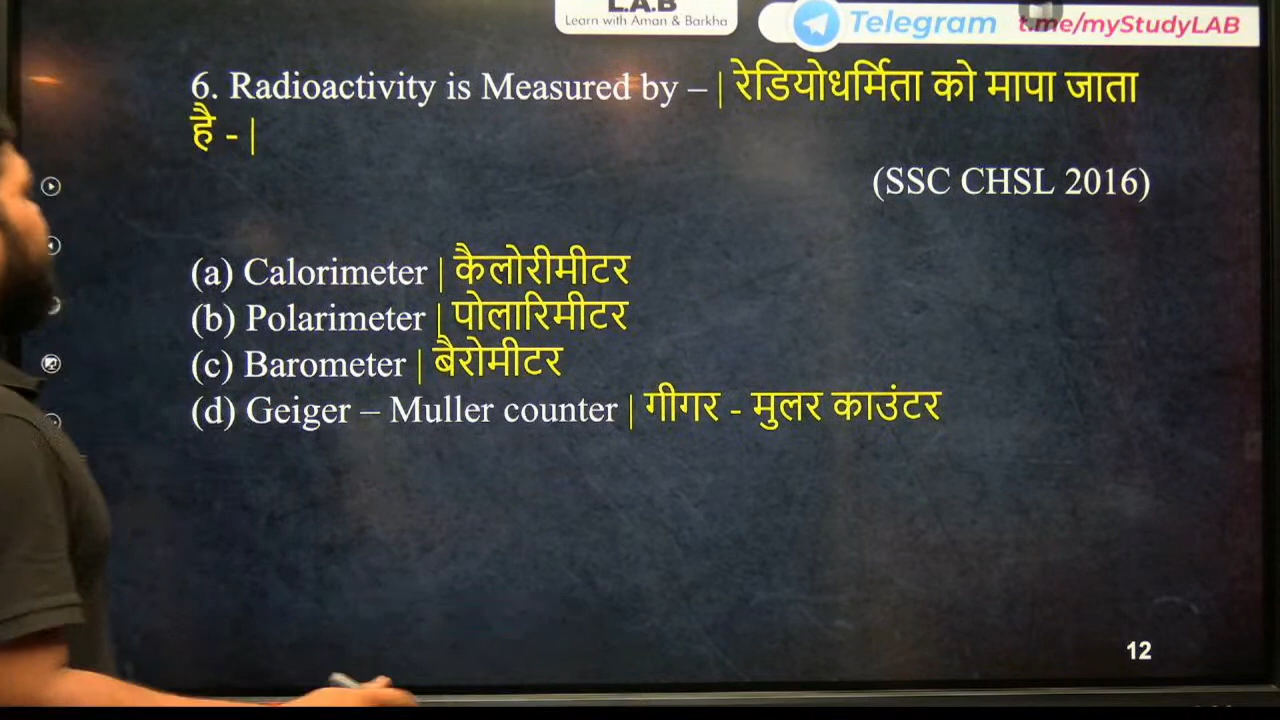 L.A.B
Learn with Aman & Barkha
Telegram t.me/myStudyLAB
6. Radioactivity is Measured by – | रेडियोधर्मिता को मापा जाता
है - |
(SSC CHSL 2016)
(a) Calorimeter | कैलोरीमीटर
(b) Polarimeter | पोलारिमीटर
(c) Barometer | बैरोमीटर
(d) Geiger – Muller counter | गीगर - मुलर काउंटर
12